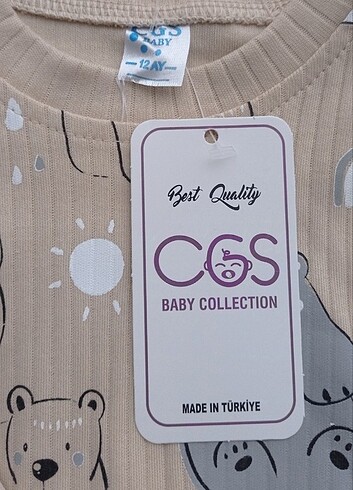 CGS
BABY
12 AY
Best Quality
CGS
BABY COLLECTION
MADE IN TÜRKİYE